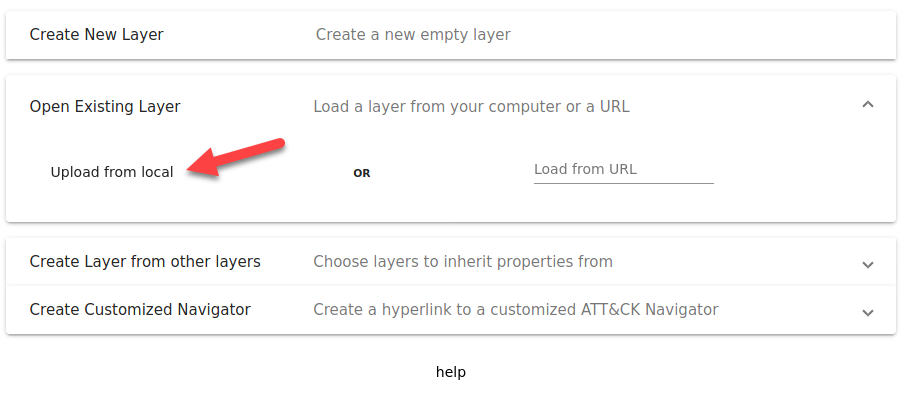 Create New Layer Create a new empty layer
Open Existing Layer Load a layer from your computer or a URL
Upload from local OR Load from URL
Create Layer from other layers Choose layers to inherit properties from
Create Customized Navigator Create a hyperlink to a customized ATT&CK Navigator
help